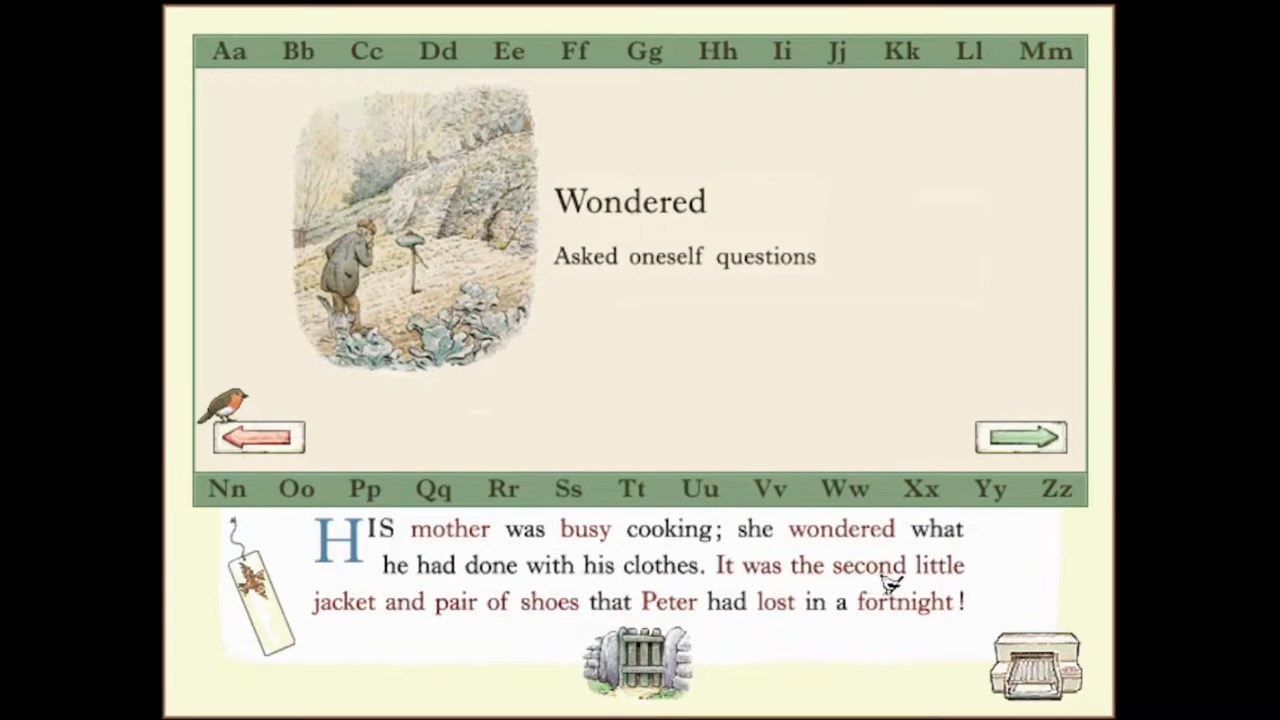 Aa Bb Cc Dd Ee Ff Gg Hh Ii Jj Kk Ll Mm
Wondered
Asked oneself questions
Nn Oo Pp Qq Rr Ss Tt Uu Vv Ww Xx Yy Zz
HIS mother was busy cooking; she wondered what
he had done with his clothes. It was the second little
jacket and pair of shoes that Peter had lost in a fortnight!